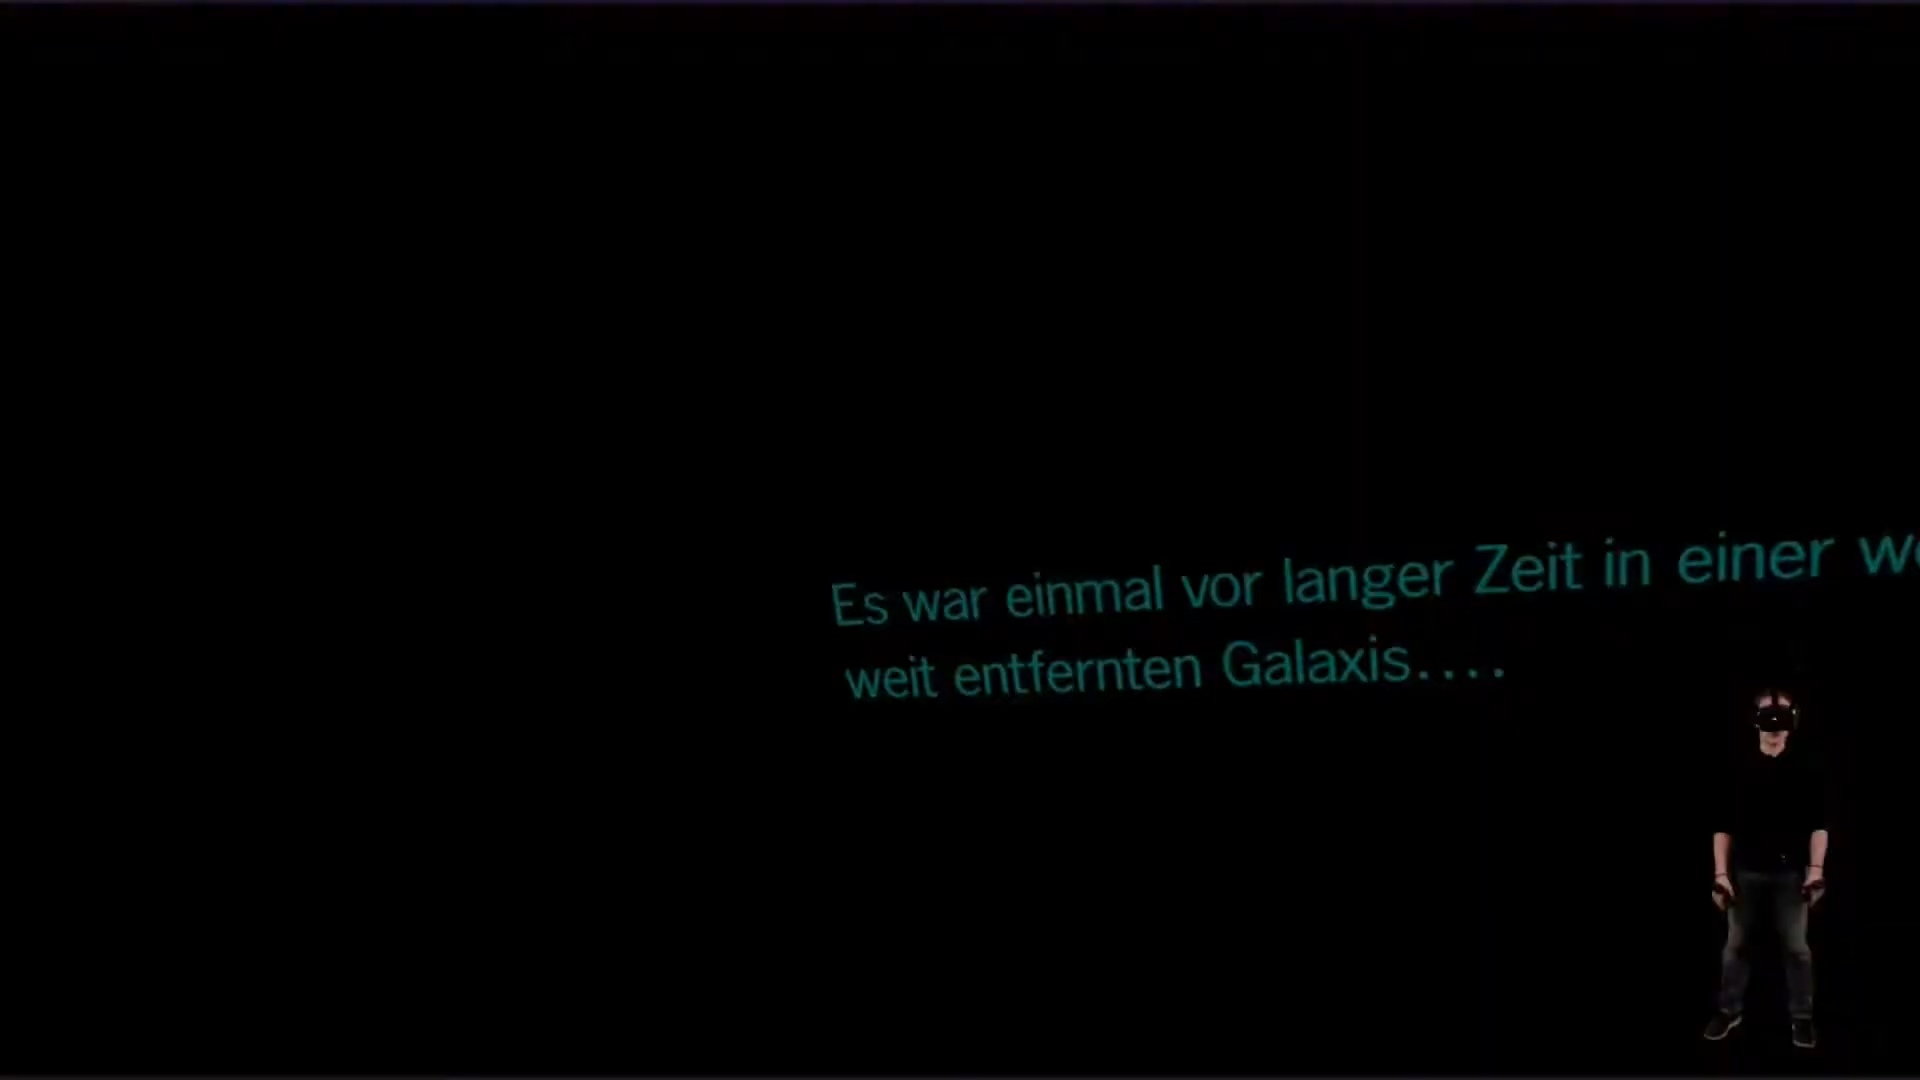 Es war einmal vor langer Zeit in einer
weit entfernten Galaxis....